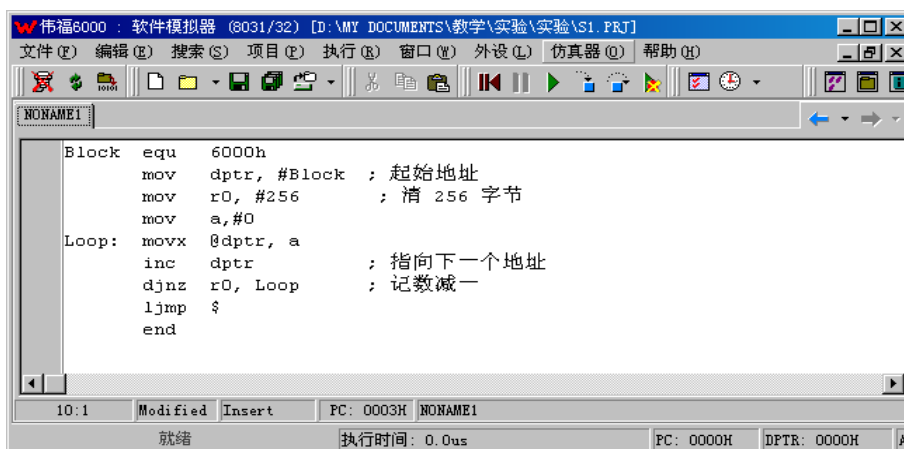 伟福6000 : 软件模拟器 (8031/32) [D:\MY DOCUMENTS\教学\实验\实验\S1.PRJ]
文件(F) 编辑(E) 搜索(S) 项目(P) 执行(R) 窗口(W) 外设(L) 仿真器(O) 帮助(H)
NONAME1
Block equ 6000h
mov dptr, #Block ; 起始地址
mov r0, #256 ; 清 256 字节
mov a,#0
Loop: movx @dptr, a
inc dptr ; 指向下一个地址
djnz r0, Loop ; 记数减一
ljmp $
end
10:1 Modified Insert PC: 0003H NONAME1
就绪 执行时间: 0.0us PC: 0000H DPTR: 0000H